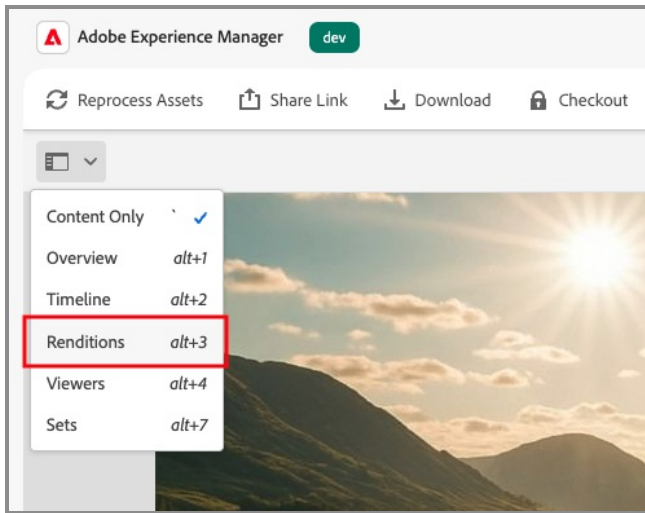 Adobe Experience Manager dev
Reprocess Assets Share Link Download Checkout
Content Only `
Overview alt+1
Timeline alt+2
Renditions alt+3
Viewers alt+4
Sets alt+7